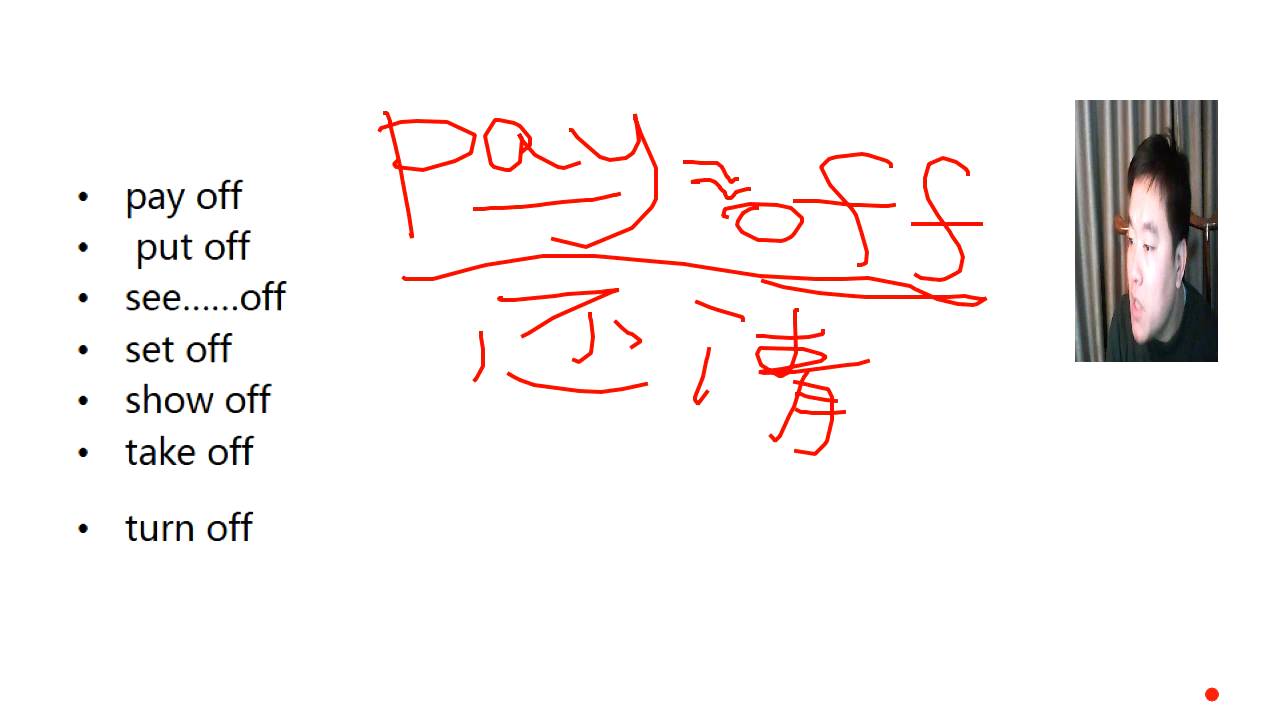 pay off
put off
see......off
set off
show off
take off
turn off
pay off
还清